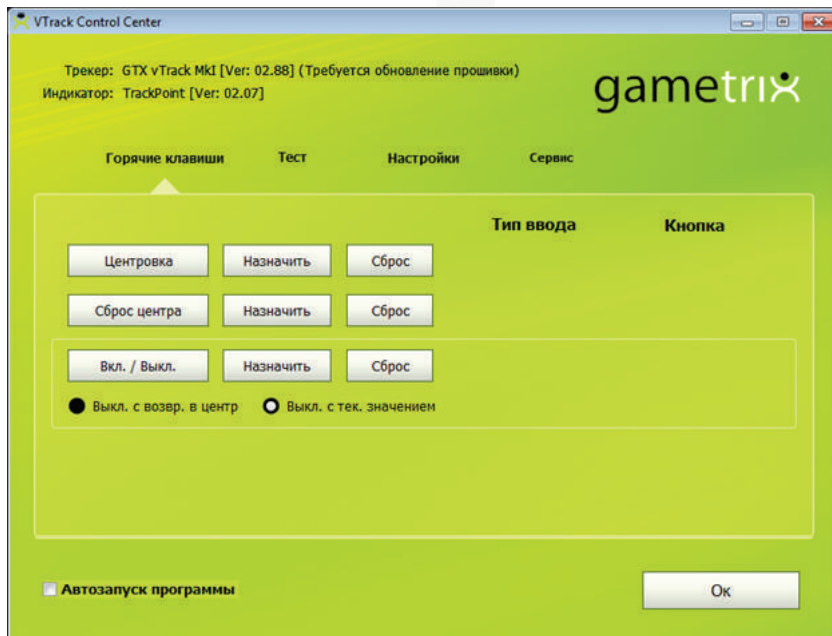 VTrack Control Center
Трекер: GTX vTrack MkI [Ver: 02.88] (Требуется обновление прошивки)
Индикатор: TrackPoint [Ver: 02.07]
gametrix
Горячие клавиши Тест Настройки Сервис
Тип ввода Кнопка
Центровка Назначить Сброс
Сброс центра Назначить Сброс
Вкл. / Выкл. Назначить Сброс
Выкл. с возвр. в центр Выкл. с тек. значением
Автозапуск программы
Ок